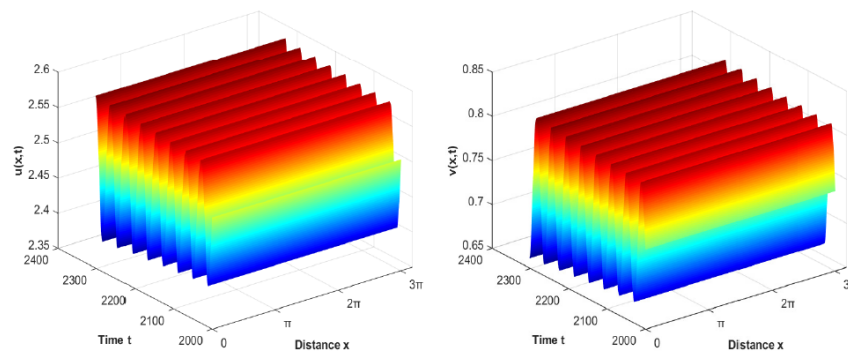 2.6
2.55
2.5
2.45
2.4
2.35
2400
2300
2200
2100
2000
u(x,t)
Time t
0
π
2π
3π
Distance x
0.85
0.8
0.75
0.7
0.65
2400
2300
2200
2100
2000
v(x,t)
Time t
0
π
2π
3
Distance x